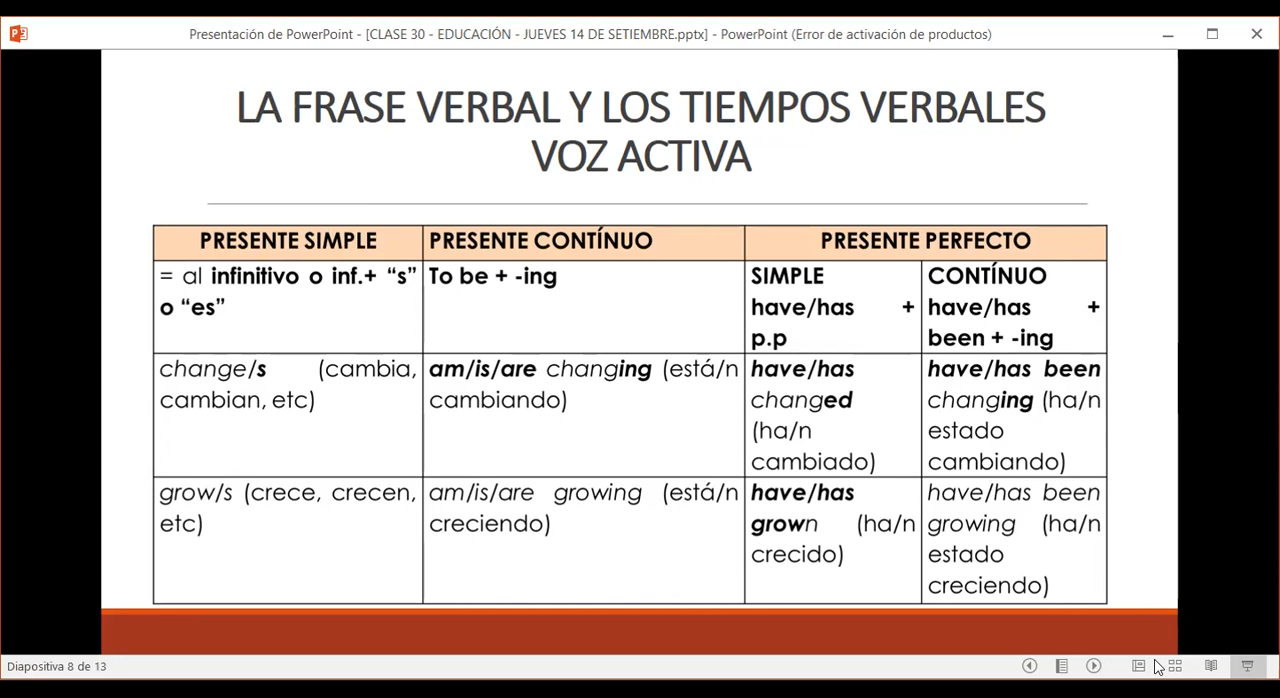 Presentación de PowerPoint - [CLASE 30 - EDUCACIÓN - JUEVES 14 DE SETIEMBRE.pptx] - PowerPoint (Error de activación de productos)
LA FRASE VERBAL Y LOS TIEMPOS VERBALES
VOZ ACTIVA
PRESENTE SIMPLE
PRESENTE CONTÍNUO
PRESENTE PERFECTO
= al infinitivo o inf.+ “s”
o “es”
To be + -ing
SIMPLE
have/has +
p.p
CONTÍNUO
have/has +
been + -ing
change/s (cambia,
cambian, etc)
am/is/are changing (está/n
cambiando)
have/has
changed
(ha/n
cambiado)
have/has been
changing (ha/n
estado
cambiando)
grow/s (crece, crecen,
etc)
am/is/are growing (está/n
creciendo)
have/has
grown (ha/n
crecido)
have/has been
growing (ha/n
estado
creciendo)
Diapositiva 8 de 13